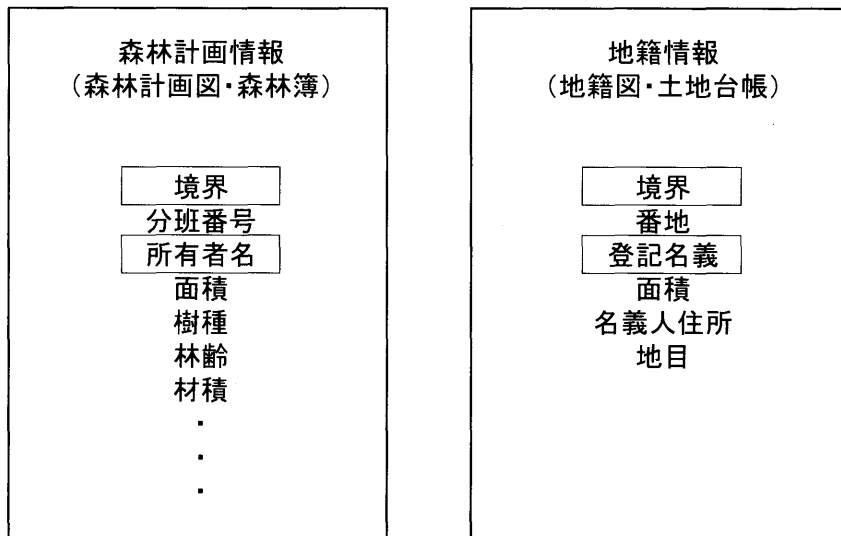 森林計画情報
(森林計画図・森林簿)
境界
分班番号
所有者名
面積
樹種
林齢
材積
・
・
・
地籍情報
(地籍図・土地台帳)
境界
番地
登記名義
面積
名義人住所
地目